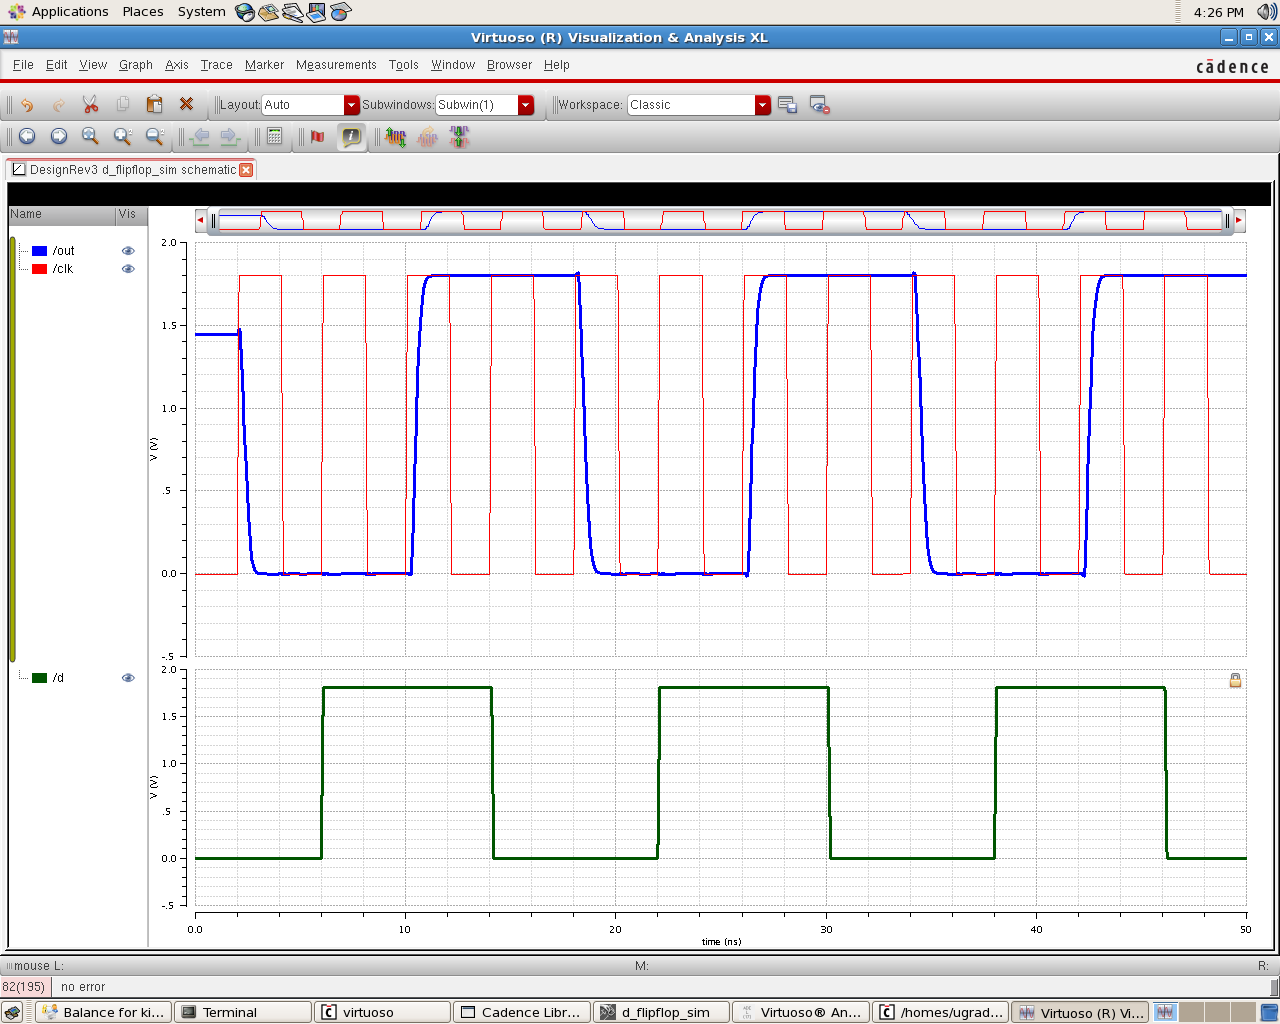 Applications Places System 4:26 PM
Virtuoso (R) Visualization & Analysis XL
File Edit View Graph Axis Trace Marker Measurements Tools Window Browser Help cādence
Layout: Auto Subwindows: Subwin(1) Workspace: Classic
DesignRev3 d_flipflop_sim schematic
Name Vis
/out
/clk
2.0
1.5
1.0
.5
0.0
-.5
V (V)
/d
2.0
1.5
1.0
.5
0.0
-.5
V (V)
0.0 10 20 30 40 50
time (ns)
mouse L: M: R:
82(195) no error
Balance for ki... Terminal virtuoso Cadence Libr... d_flipflop_sim Virtuoso® An... /homes/ugrad... Virtuoso (R) Vi...